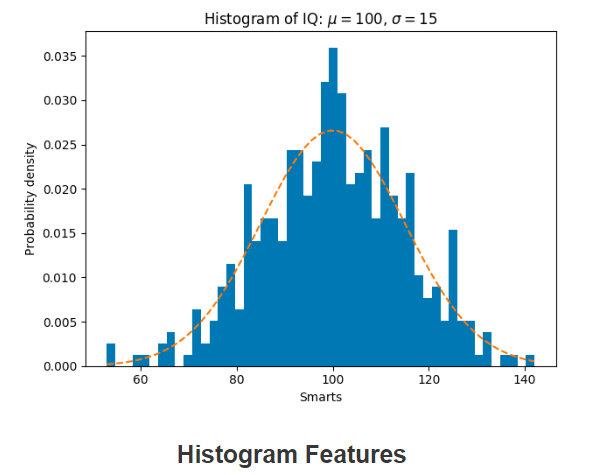 Histogram of IQ: μ = 100, σ = 15
0.035
0.030
0.025
0.020
0.015
0.010
0.005
0.000
Probability density
60 80 100 120 140
Smarts
Histogram Features